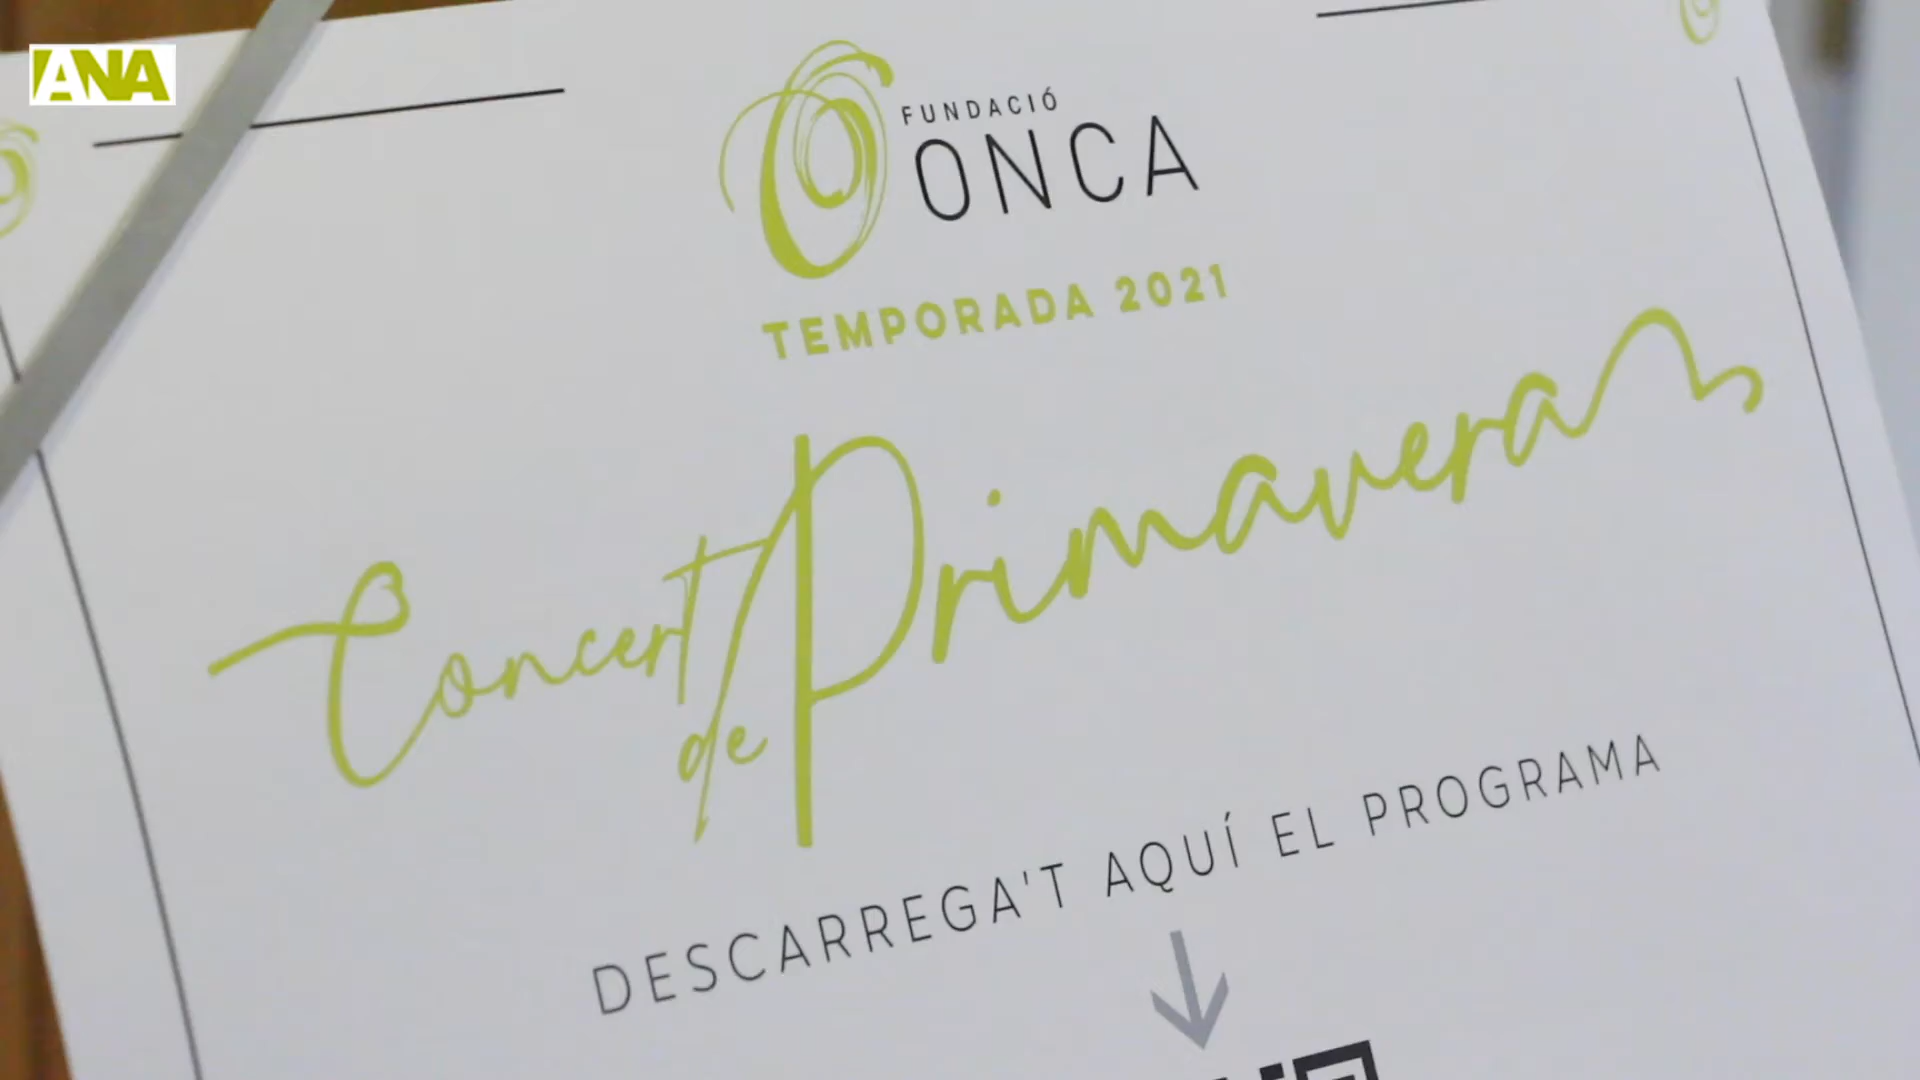 ANA
FUNDACIÓ
ONCA
TEMPORADA 2021
Concert
de Primavera
DESCARREGA'T AQUÍ EL PROGRAMA